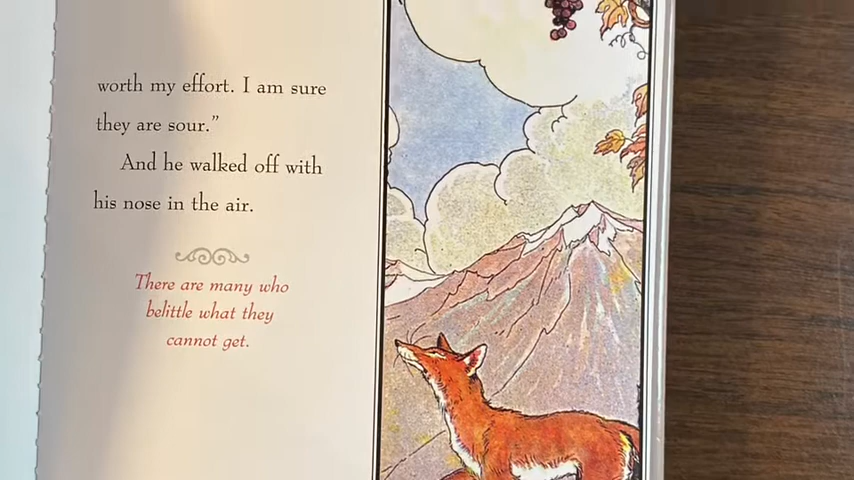 worth my effort. I am sure
they are sour.”
And he walked off with
his nose in the air.
There are many who
belittle what they
cannot get.